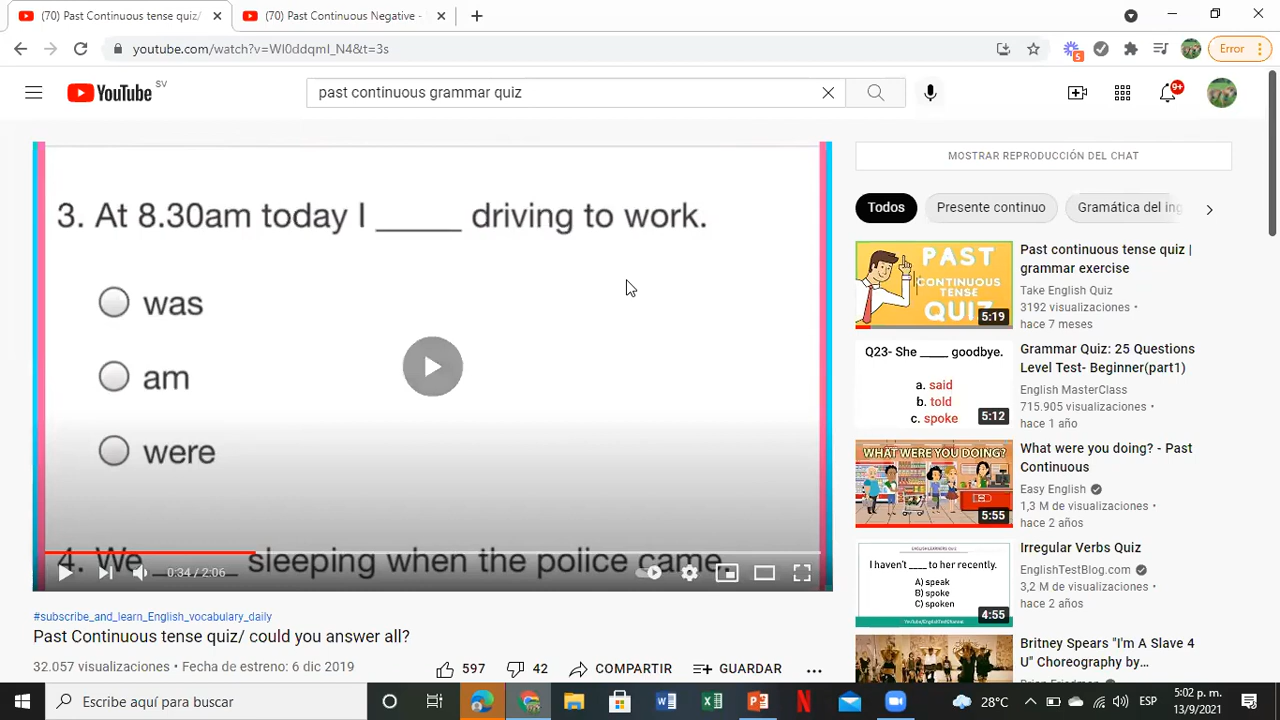 (70) Past Continuous tense quiz/
(70) Past Continuous Negative -
youtube.com/watch?v=WI0ddqmI_N4&t=3s
5
Error
YouTube SV
past continuous grammar quiz
9+
3. At 8.30am today I _____ driving to work.
was
am
were
4. We _____ sleeping when the police came.
0:34 / 2:06
#subscribe_and_learn_English_vocabulary_daily
Past Continuous tense quiz/ could you answer all?
32.057 visualizaciones • Fecha de estreno: 6 dic 2019
597
42
COMPARTIR
GUARDAR
MOSTRAR REPRODUCCIÓN DEL CHAT
Todos
Presente continuo
Gramática del ing
PAST
CONTINUOUS
TENSE
QUIZ
5:19
Past continuous tense quiz |
grammar exercise
Take English Quiz
3192 visualizaciones •
hace 7 meses
Q23- She ____ goodbye.
a. said
b. told
c. spoke
5:12
Grammar Quiz: 25 Questions
Level Test- Beginner(part1)
English MasterClass
715.905 visualizaciones •
hace 1 año
WHAT WERE YOU DOING?
5:55
What were you doing? - Past
Continuous
Easy English
1,3 M de visualizaciones •
hace 2 años
I haven't ____ to her recently.
A) speak
B) spoke
C) spoken
4:55
Irregular Verbs Quiz
EnglishTestBlog.com
3,2 M de visualizaciones •
hace 2 años
Britney Spears "I'm A Slave 4
U" Choreography by...
Escribe aquí para buscar
28°C
ESP
5:02 p. m.
13/9/2021